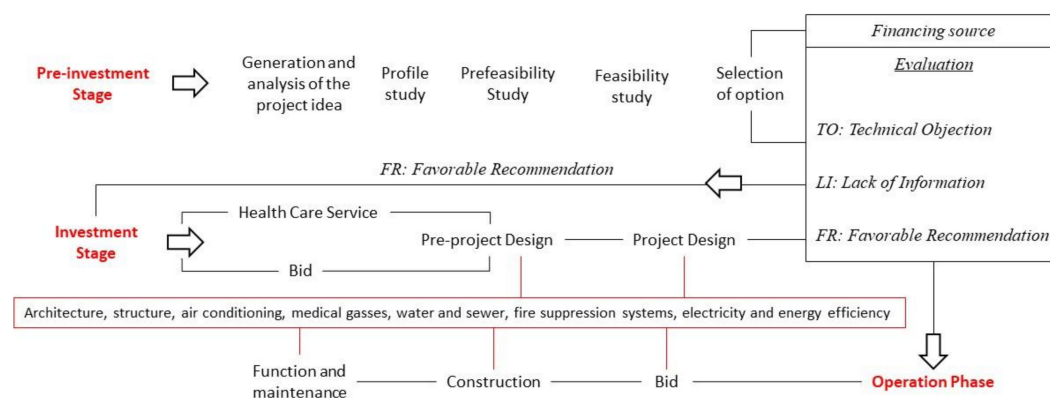 Financing source
Evaluation
TO: Technical Objection
LI: Lack of Information
FR: Favorable Recommendation
Pre-investment
Stage
Generation and
analysis of the
project idea
Profile
study
Prefeasibility
Study
Feasibility
study
Selection
of option
FR: Favorable Recommendation
Investment
Stage
Health Care Service
Bid
Pre-project Design
Project Design
Architecture, structure, air conditioning, medical gasses, water and sewer, fire suppression systems, electricity and energy efficiency
Function and
maintenance
Construction
Bid
Operation Phase